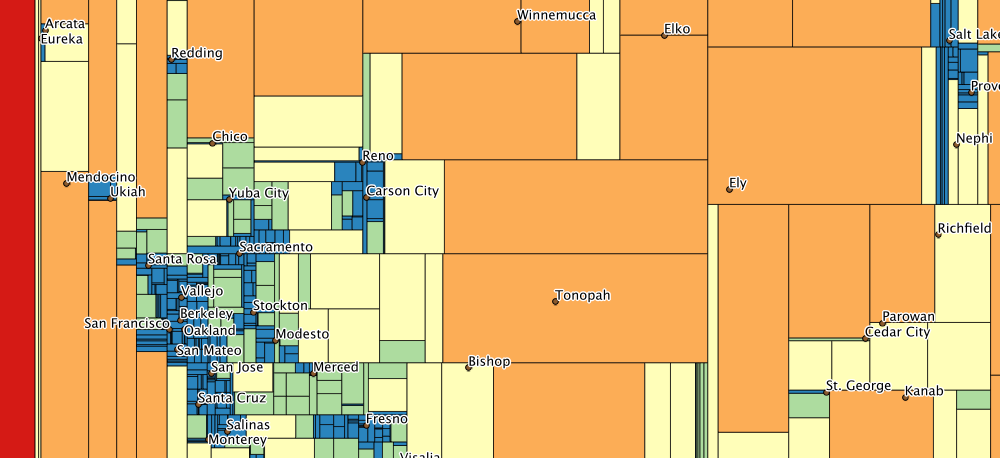 Winnemucca
Arcata
Elko
Salt Lake
Eureka
Redding
Provo
Chico
Nephi
Reno
Mendocino
Ely
Ukiah
Carson City
Yuba City
Richfield
Sacramento
Santa Rosa
Vallejo
Tonopah
Stockton
Berkeley
Parowan
San Francisco
Oakland
Cedar City
Modesto
San Mateo
Bishop
San Jose
Merced
St. George
Kanab
Santa Cruz
Fresno
Salinas
Monterey
Visalia